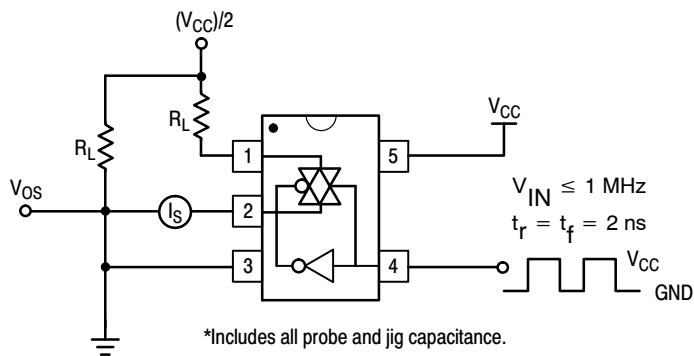 (VCC)/2
RL
RL
VCC
1
5
VOS
IS
2
VIN ≤ 1 MHz
tr = tf = 2 ns
3
4
VCC
GND
*Includes all probe and jig capacitance.